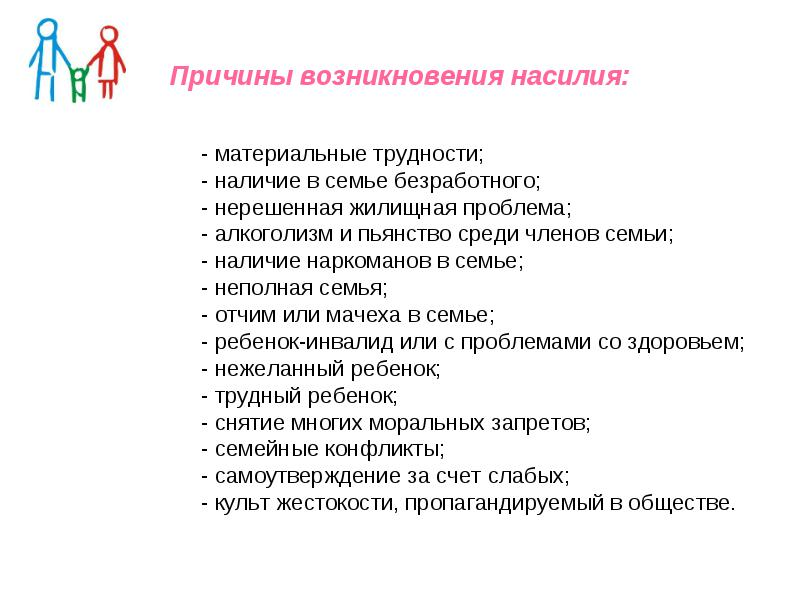 Причины возникновения насилия:
- материальные трудности;
- наличие в семье безработного;
- нерешенная жилищная проблема;
- алкоголизм и пьянство среди членов семьи;
- наличие наркоманов в семье;
- неполная семья;
- отчим или мачеха в семье;
- ребенок-инвалид или с проблемами со здоровьем;
- нежеланный ребенок;
- трудный ребенок;
- снятие многих моральных запретов;
- семейные конфликты;
- самоутверждение за счет слабых;
- культ жестокости, пропагандируемый в обществе.